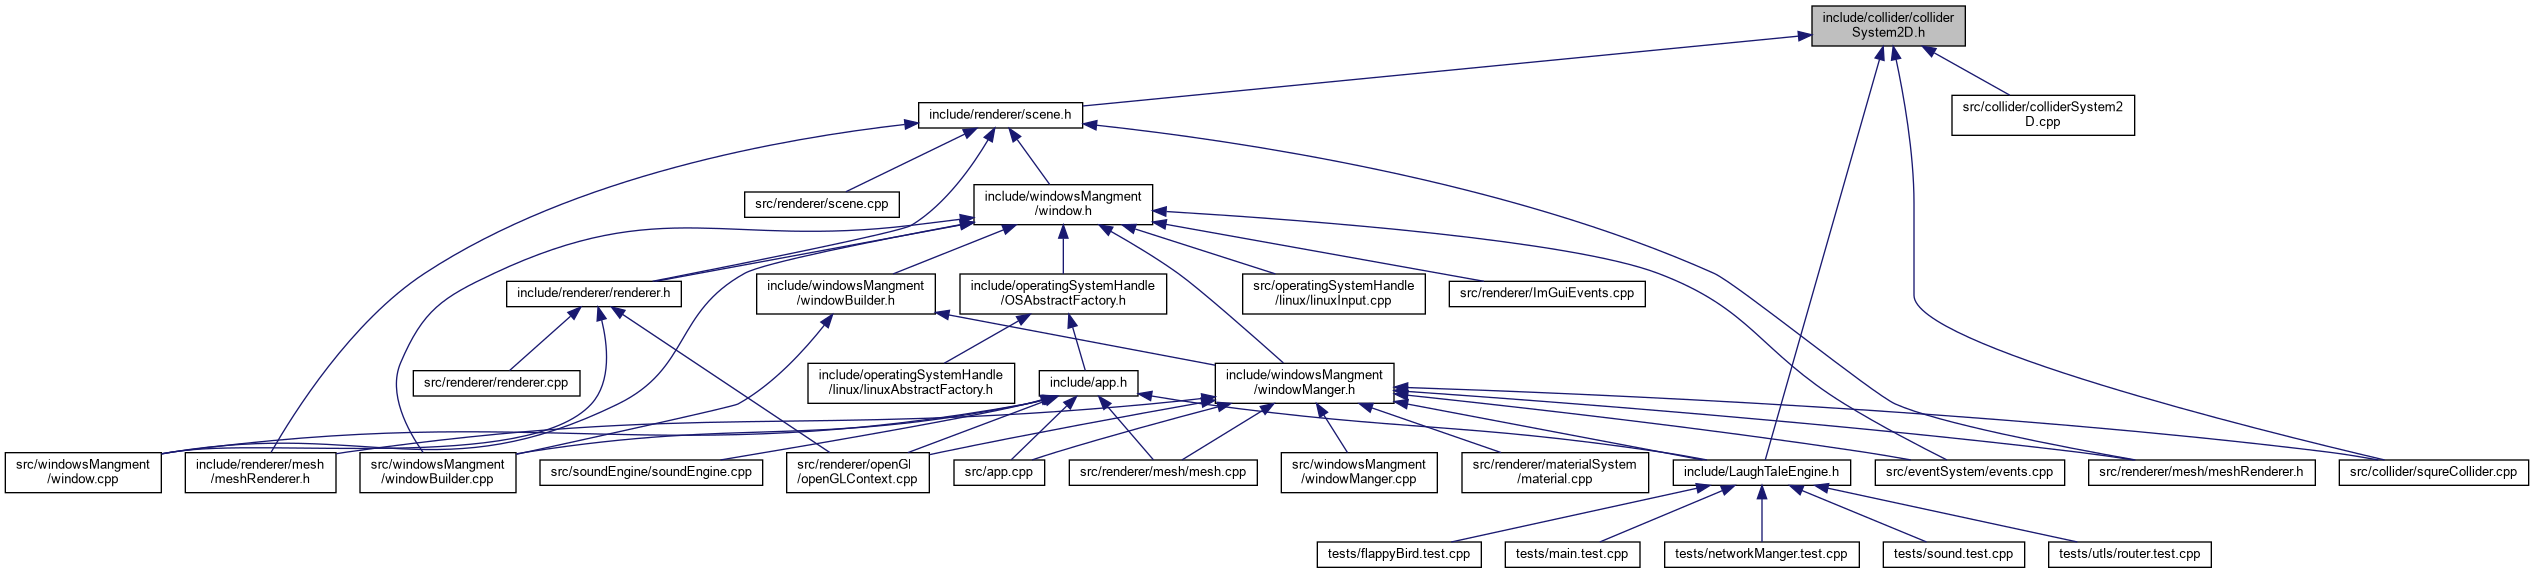 include/collider/collider
System2D.h
include/renderer/scene.h
src/collider/colliderSystem2
D.cpp
src/renderer/scene.cpp
include/windowsMangment
/window.h
include/renderer/renderer.h
include/windowsMangment
/windowBuilder.h
include/operatingSystemHandle
/OSAbstractFactory.h
src/operatingSystemHandle
/linux/linuxInput.cpp
src/renderer/ImGuiEvents.cpp
src/renderer/renderer.cpp
include/operatingSystemHandle
/linux/linuxAbstractFactory.h
include/app.h
include/windowsMangment
/windowManger.h
src/windowsMangment
/window.cpp
include/renderer/mesh
/meshRenderer.h
src/windowsMangment
/windowBuilder.cpp
src/soundEngine/soundEngine.cpp
src/renderer/openGl
/openGLContext.cpp
src/app.cpp
src/renderer/mesh/mesh.cpp
src/windowsMangment
/windowManger.cpp
src/renderer/materialSystem
/material.cpp
include/LaughTaleEngine.h
src/eventSystem/events.cpp
src/renderer/mesh/meshRenderer.h
src/collider/squreCollider.cpp
tests/flappyBird.test.cpp
tests/main.test.cpp
tests/networkManger.test.cpp
tests/sound.test.cpp
tests/utls/router.test.cpp